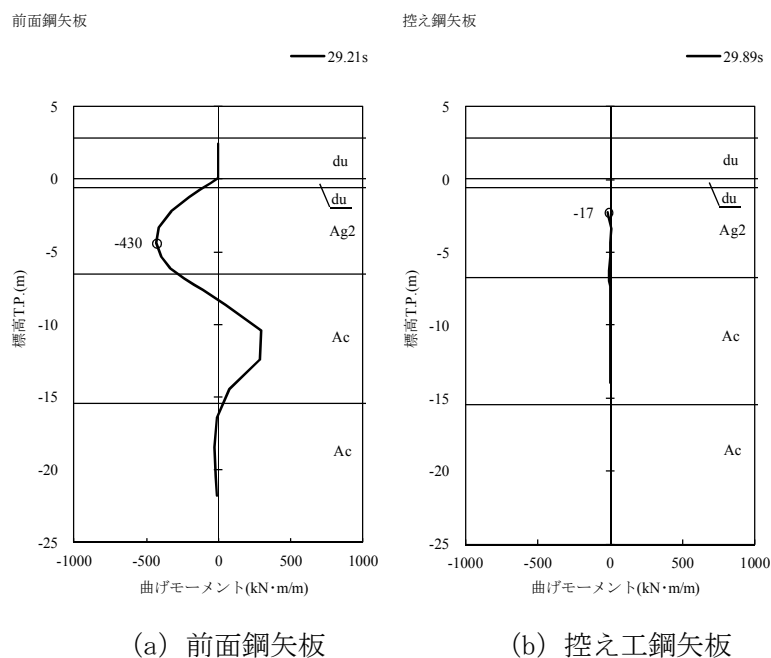 前面鋼矢板
29.21s
5
0
-5
-10
-15
-20
-25
標高T.P.(m)
du
du
Ag2
Ac
Ac
-430
-1000 -500 0 500 1000
曲げモーメント(kN・m/m)
(a) 前面鋼矢板
控え鋼矢板
29.89s
5
0
-5
-10
-15
-20
-25
標高T.P.(m)
du
du
Ag2
Ac
Ac
-17
-1000 -500 0 500 1000
曲げモーメント(kN・m/m)
(b) 控え工鋼矢板